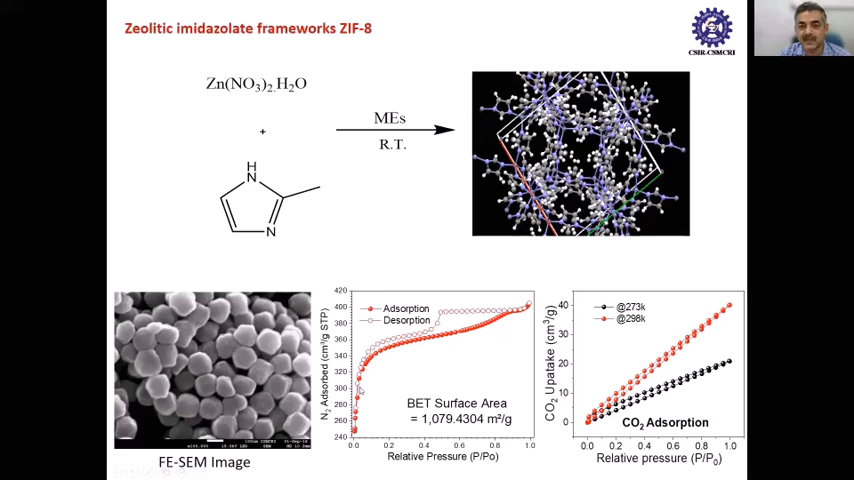 Zeolitic imidazolate frameworks ZIF-8
CSIR-CSMCRI
Zn(NO3)2.H2O
+
H
N
N
MEs
R.T.
FE-SEM Image
420
400
380
360
340
320
300
280
260
240
N2 Adsorbed (cm³/g STP)
Adsorption
Desorption
BET Surface Area
= 1,079.4304 m²/g
0.0 0.2 0.4 0.6 0.8 1.0
Relative Pressure (P/Po)
40
30
20
10
0
CO2 Upatake (cm³/g)
@273k
@298k
CO2 Adsorption
0.0 0.2 0.4 0.6 0.8 1.0
Relative pressure (P/P0)